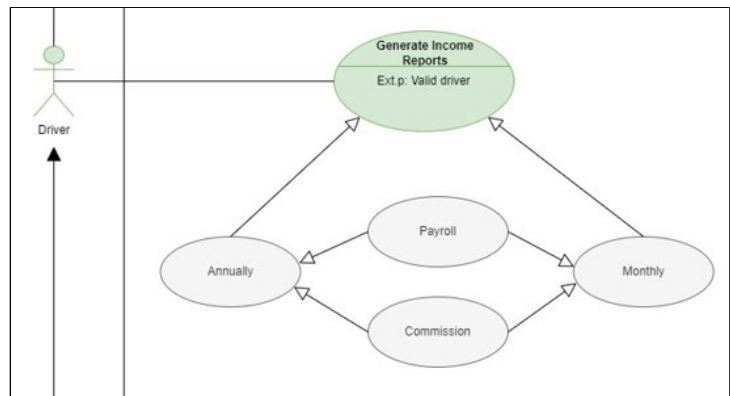 Generate Income
Reports
Ext.p: Valid driver
Driver
Payroll
Annually
Monthly
Commission